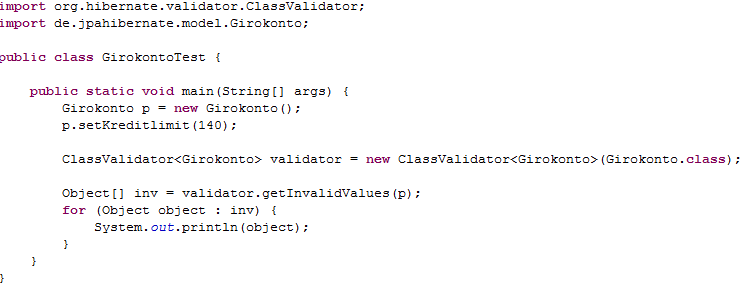 import org.hibernate.validator.ClassValidator;
import de.jpahibernate.model.Girokonto;

public class GirokontoTest {

    public static void main(String[] args) {
        Girokonto p = new Girokonto();
        p.setKreditlimit(140);

        ClassValidator<Girokonto> validator = new ClassValidator<Girokonto>(Girokonto.class);

        Object[] inv = validator.getInvalidValues(p);
        for (Object object : inv) {
            System.out.println(object);
        }
    }
}